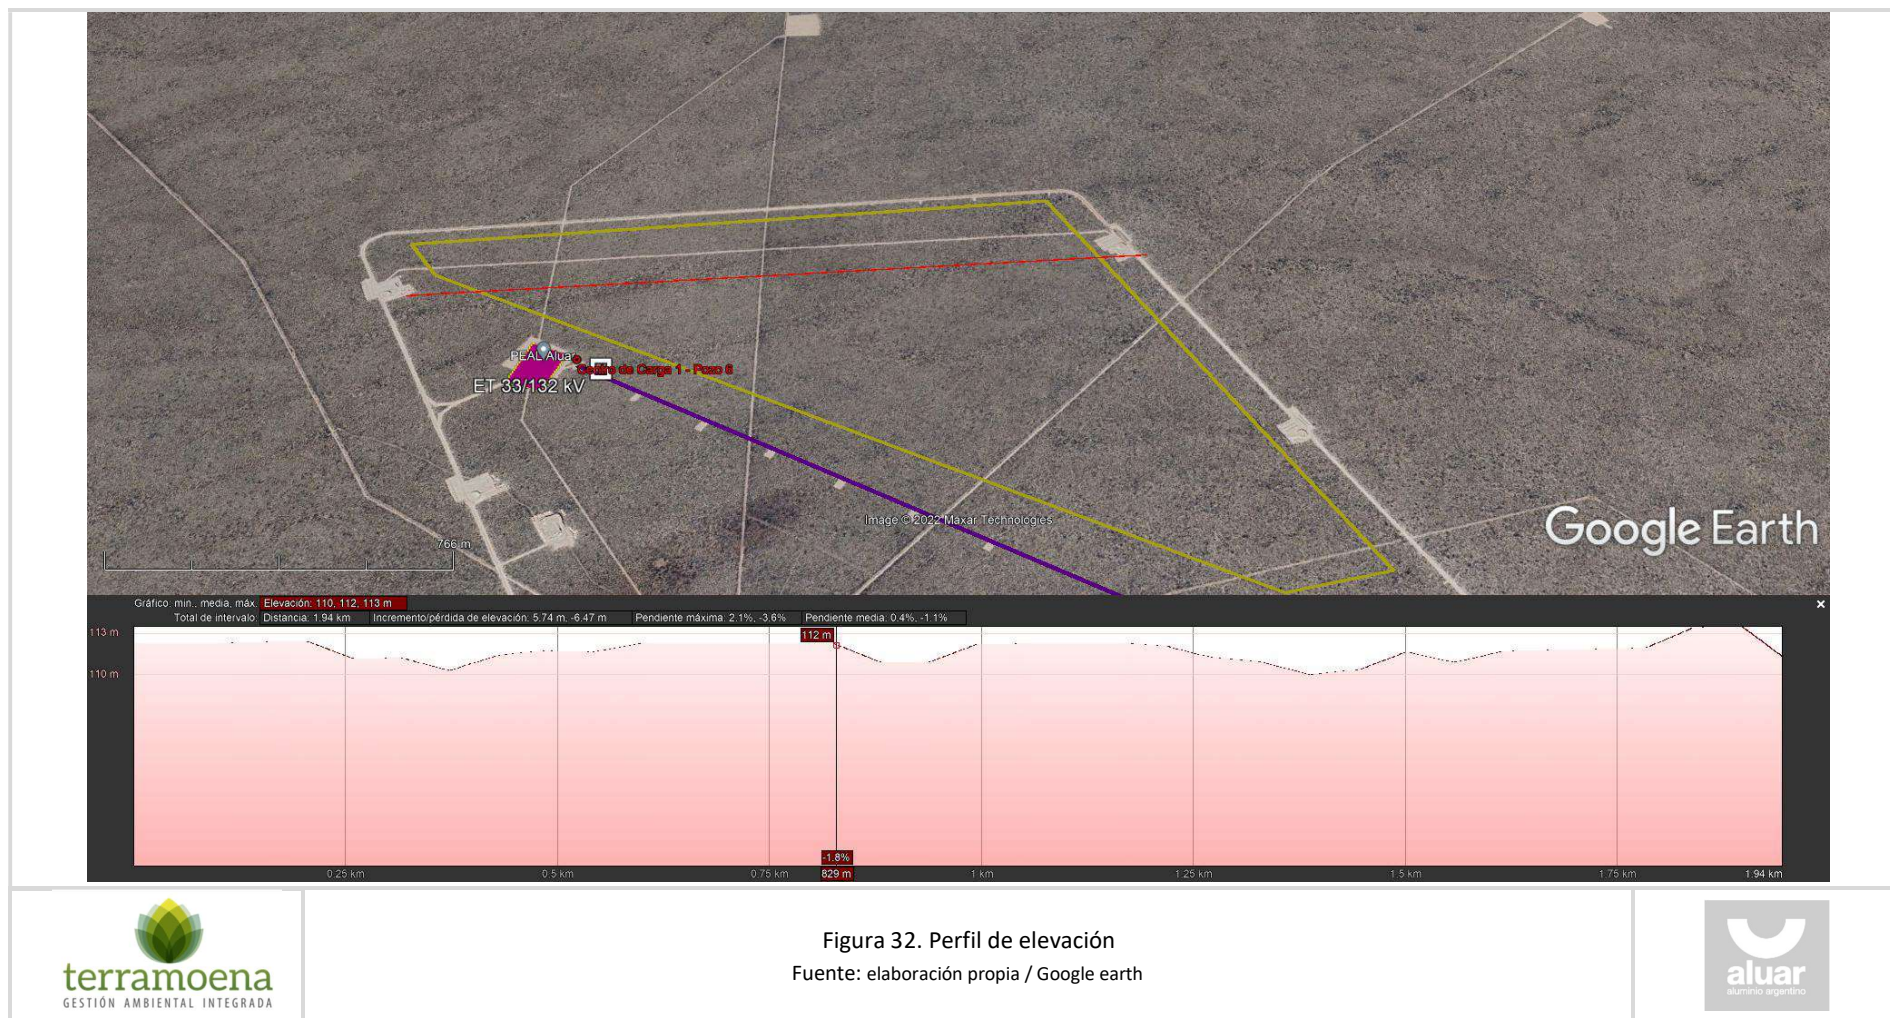 PEAL Aluar
Centro de Carga 1 - Pozo 6
ET 33/132 kV
Image © 2022 Maxar Technologies
766 m
Google Earth
Gráfico: mín., media, máx. Elevación: 110, 112, 113 m
Total de intervalo: Distancia: 1.94 km Incremento/pérdida de elevación: 5.74 m, -6.47 m Pendiente máxima: 2.1%, -3.6% Pendiente media: 0.4%, -1.1%
113 m
112 m
110 m
-1.8%
0.25 km 0.5 km 0.75 km 829 m 1 km 1.25 km 1.5 km 1.75 km 1.94 km
terramoena
GESTIÓN AMBIENTAL INTEGRADA
Figura 32. Perfil de elevación
Fuente: elaboración propia / Google earth
aluar
aluminio argentino